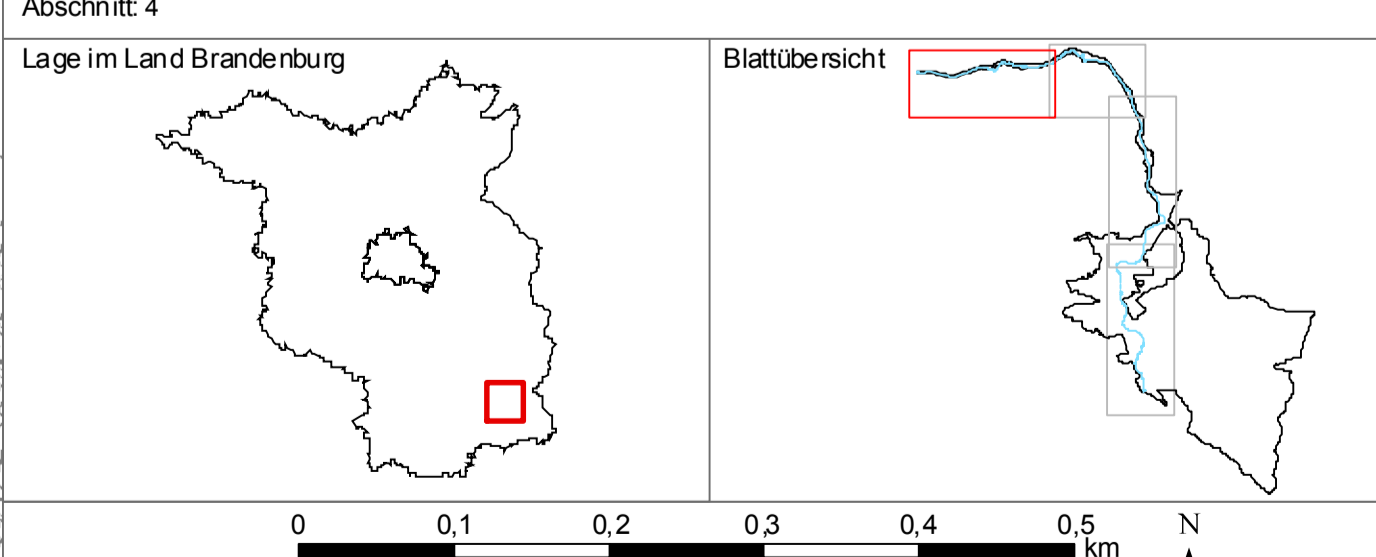 Abschnitt: 4
Lage im Land Brandenburg
Blattübersicht
0 0,1 0,2 0,3 0,4 0,5 N
km